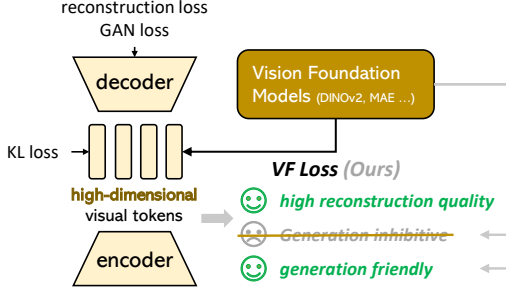 reconstruction loss
GAN loss
decoder
Vision Foundation
Models (DINOv2, MAE ...)
KL loss
VF Loss (Ours)
high-dimensional
visual tokens
high reconstruction quality
Generation inhibitive
generation friendly
encoder